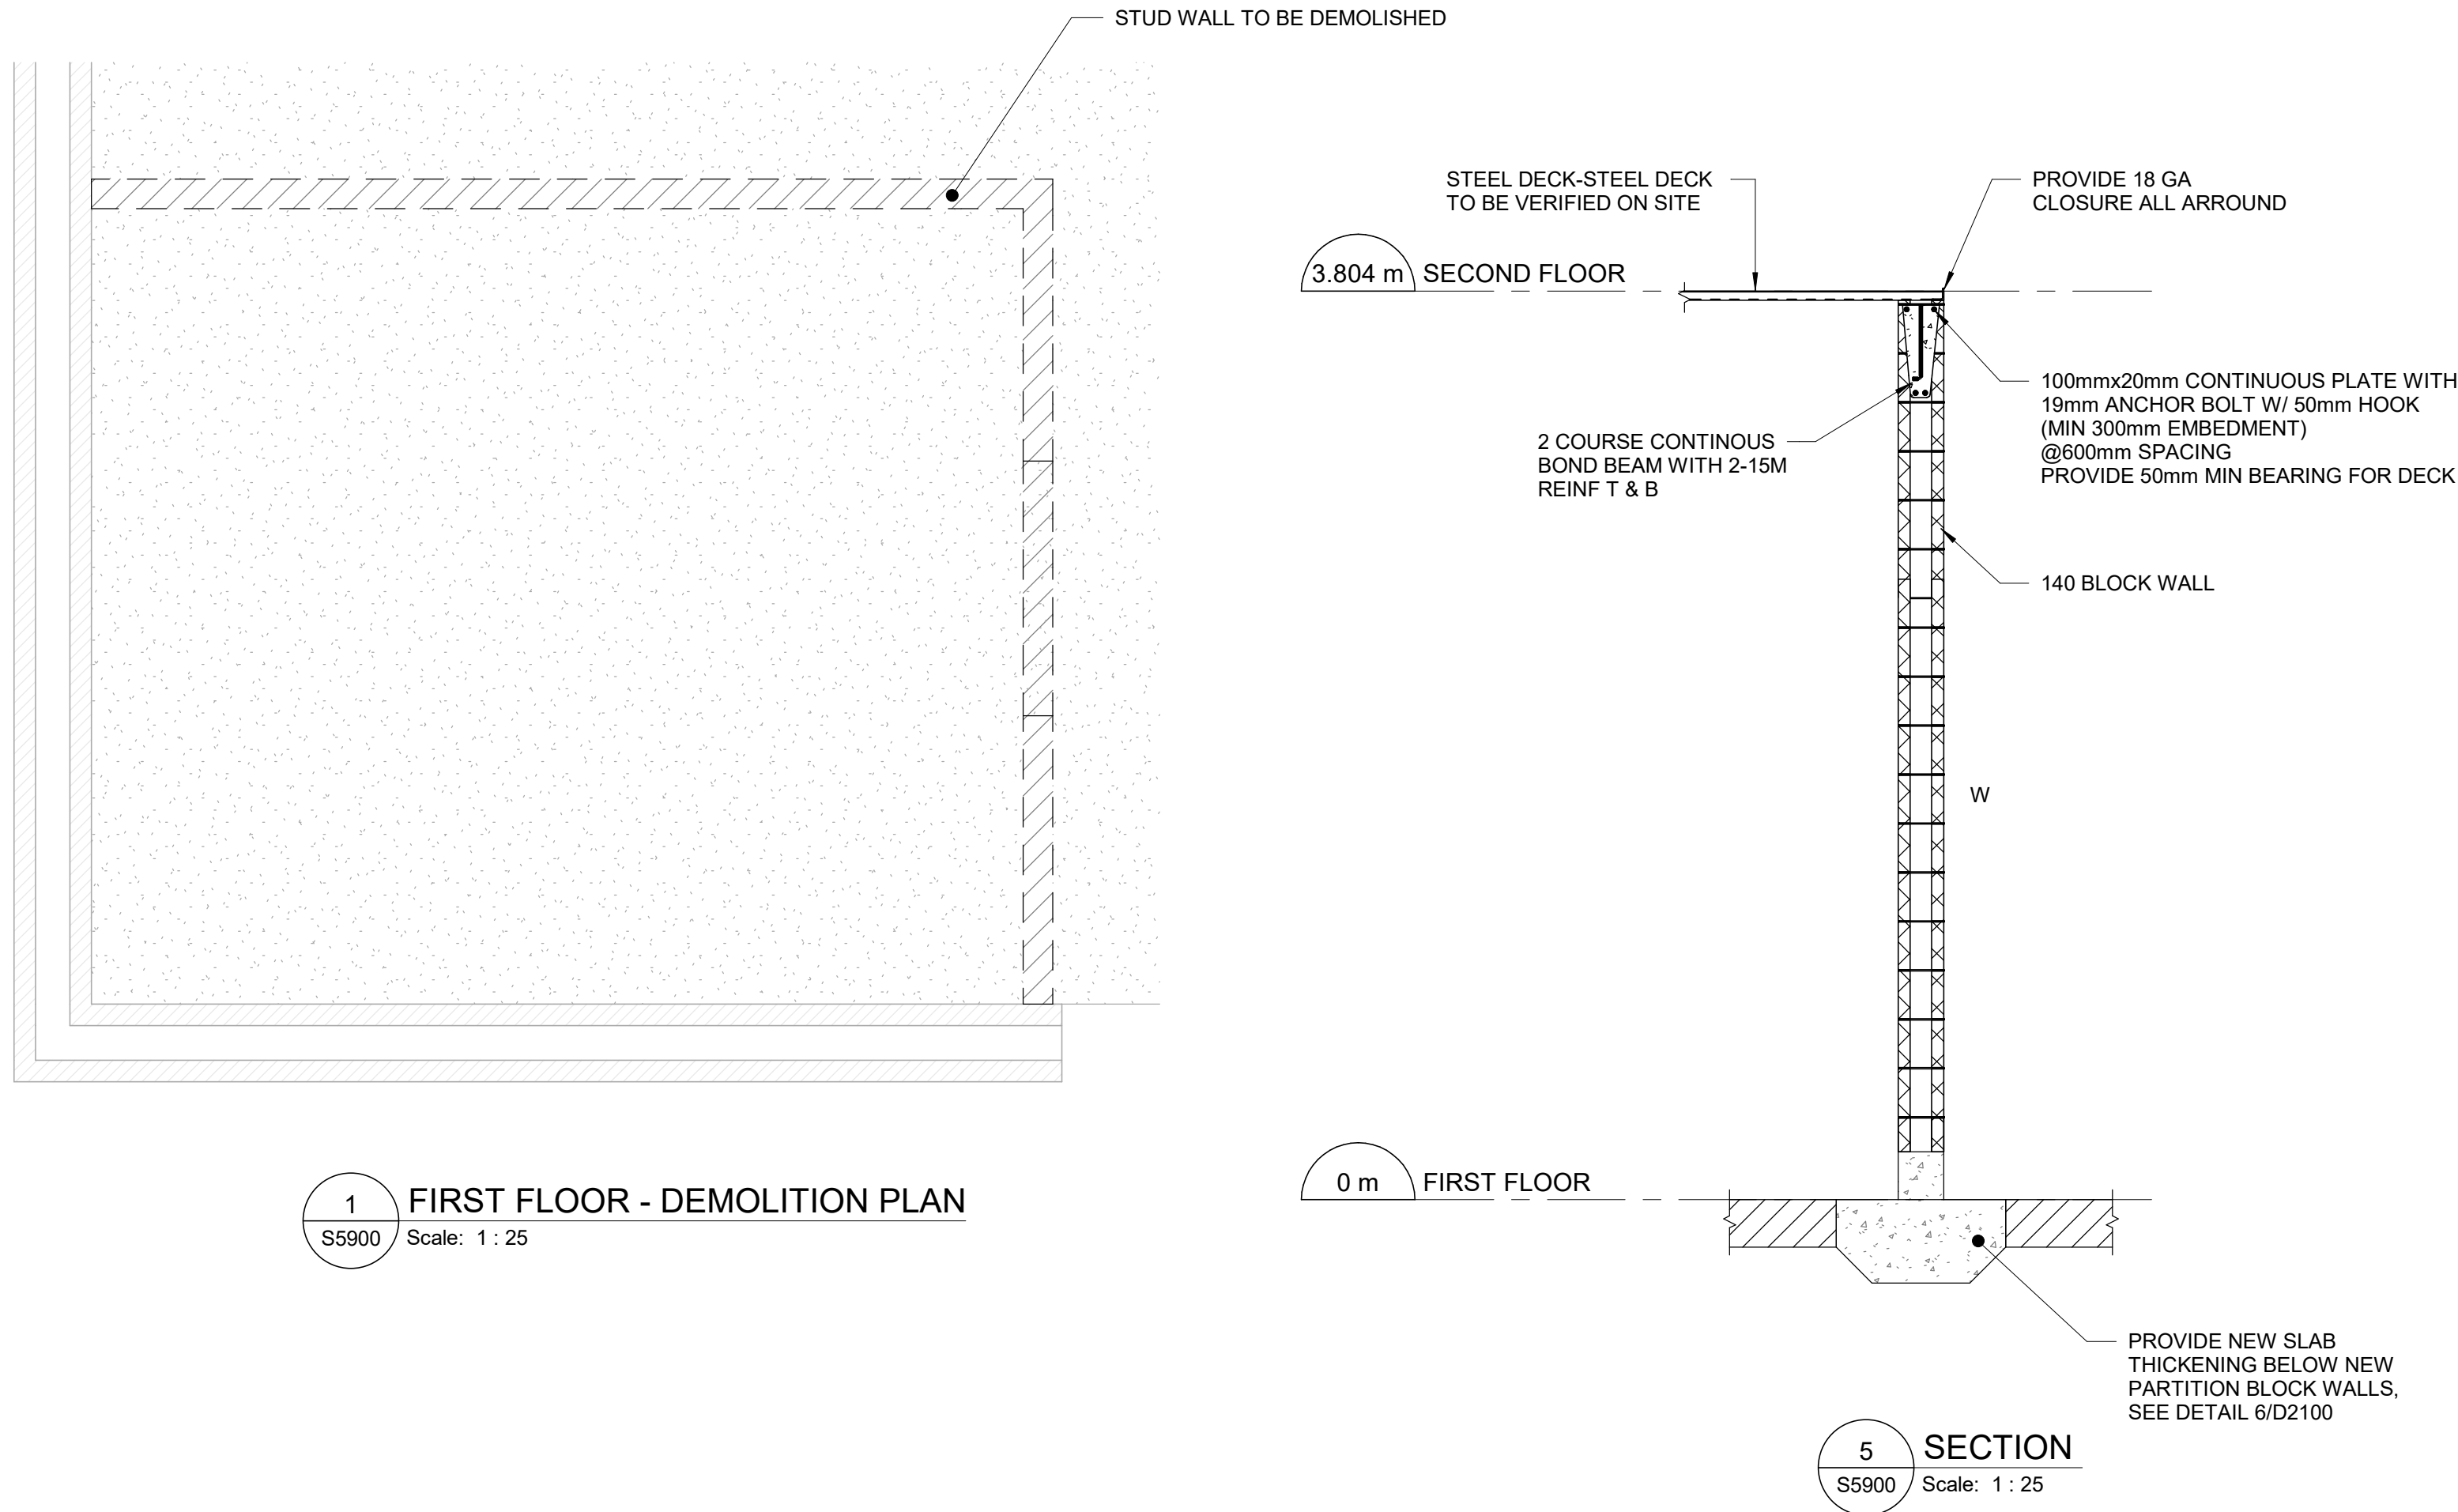 STUD WALL TO BE DEMOLISHED
1
S5900
FIRST FLOOR - DEMOLITION PLAN
Scale: 1 : 25
STEEL DECK-STEEL DECK
TO BE VERIFIED ON SITE
PROVIDE 18 GA
CLOSURE ALL ARROUND
3.804 m
SECOND FLOOR
100mmx20mm CONTINUOUS PLATE WITH
19mm ANCHOR BOLT W/ 50mm HOOK
(MIN 300mm EMBEDMENT)
@600mm SPACING
PROVIDE 50mm MIN BEARING FOR DECK
2 COURSE CONTINOUS
BOND BEAM WITH 2-15M
REINF T & B
140 BLOCK WALL
W
0 m
FIRST FLOOR
PROVIDE NEW SLAB
THICKENING BELOW NEW
PARTITION BLOCK WALLS,
SEE DETAIL 6/D2100
5
S5900
SECTION
Scale: 1 : 25